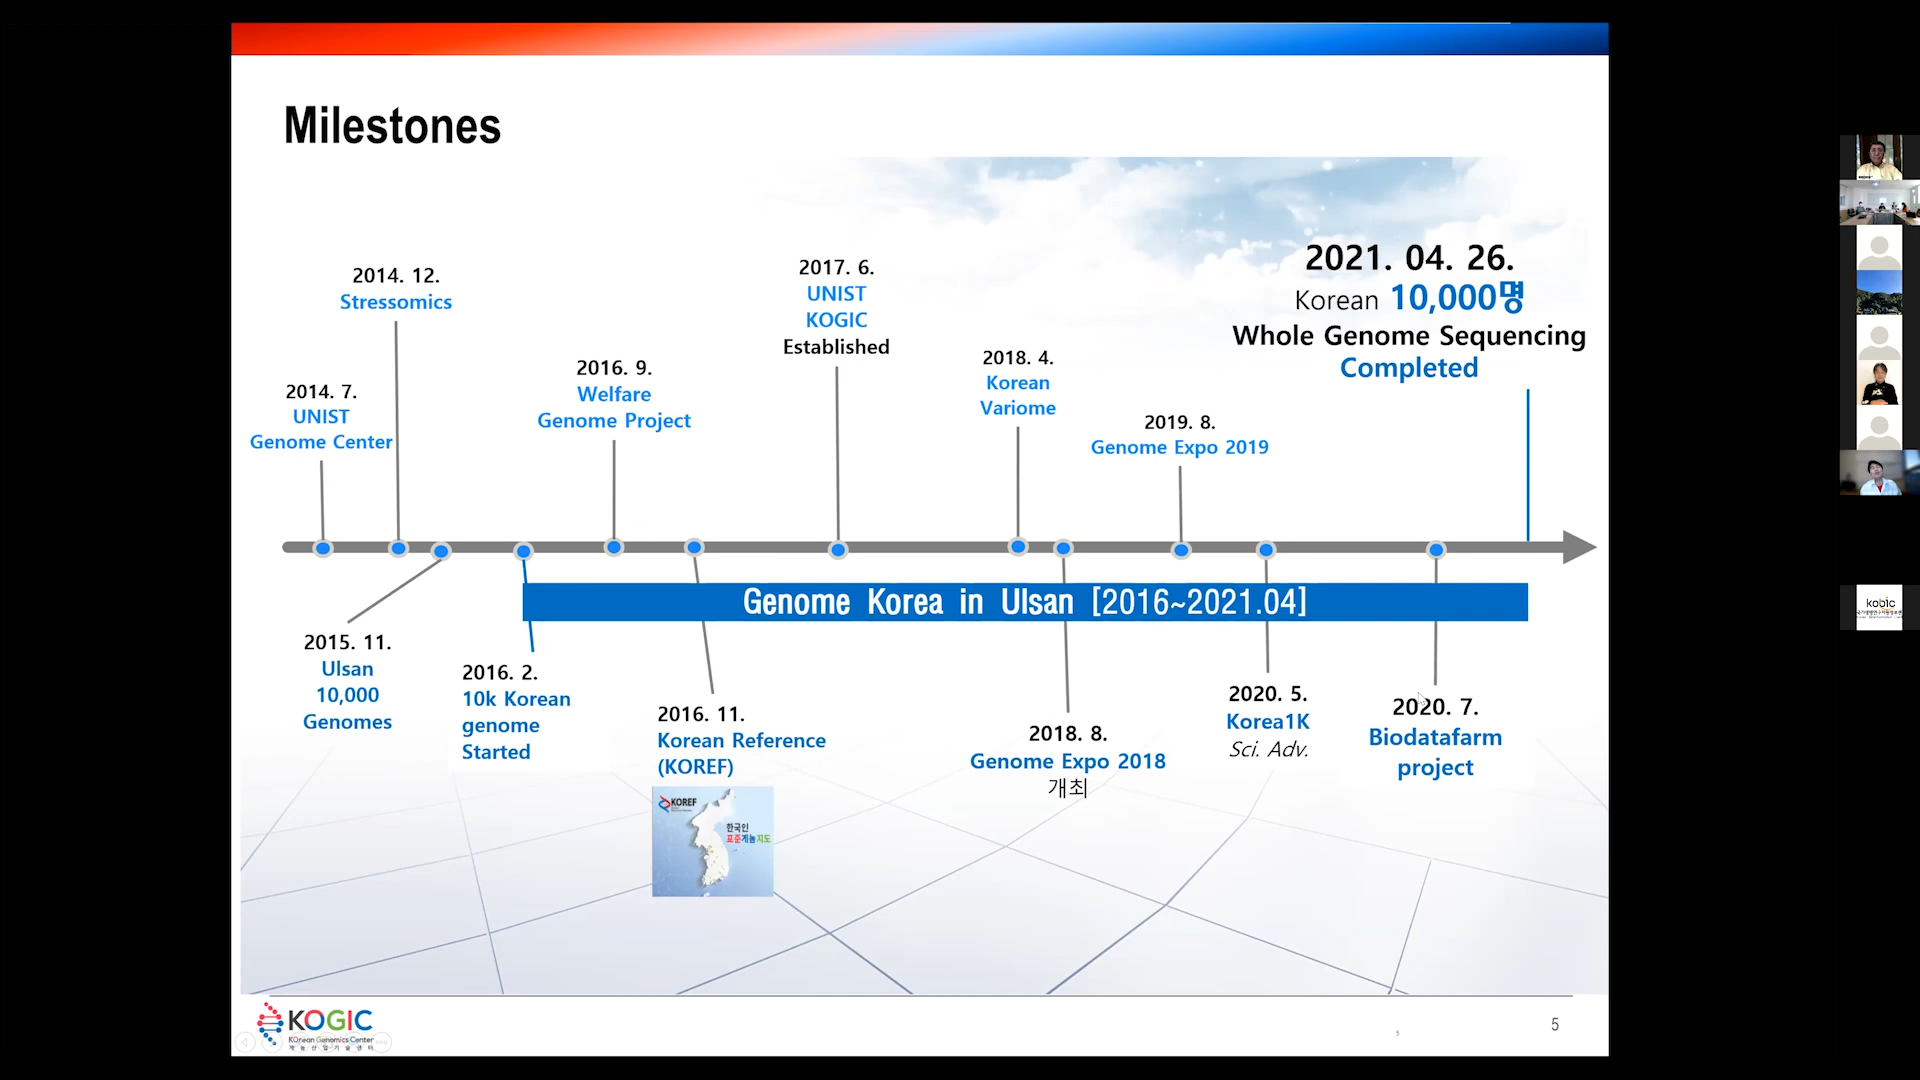 Milestones
2014. 7.
UNIST
Genome Center
2014. 12.
Stressomics
2015. 11.
Ulsan
10,000
Genomes
2016. 2.
10k Korean
genome
Started
2016. 9.
Welfare
Genome Project
2016. 11.
Korean Reference
(KOREF)
KOREF
한국인
표준게놈지도
2017. 6.
UNIST
KOGIC
Established
2018. 4.
Korean
Variome
2018. 8.
Genome Expo 2018
개최
2019. 8.
Genome Expo 2019
2020. 5.
Korea1K
Sci. Adv.
2020. 7.
Biodatafarm
project
2021. 04. 26.
Korean 10,000명
Whole Genome Sequencing
Completed
Genome Korea in Ulsan [2016~2021.04]
KOGIC
KOrean Genomics Center
게놈산업기술센터
5
5
kobic